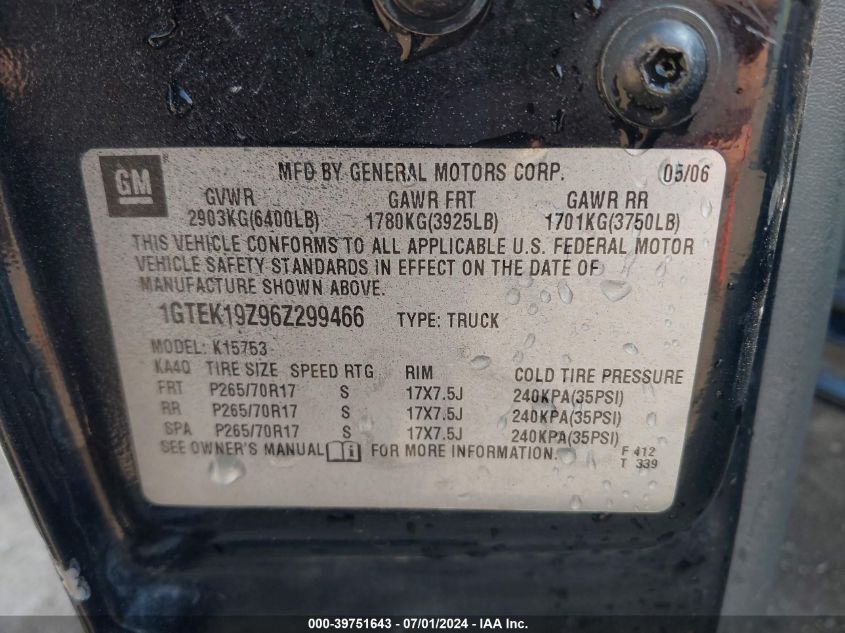 GM MFD BY GENERAL MOTORS CORP. 05/06
GVWR GAWR FRT GAWR RR
2903KG(6400LB) 1780KG(3925LB) 1701KG(3750LB)
THIS VEHICLE CONFORMS TO ALL APPLICABLE U.S. FEDERAL MOTOR
VEHICLE SAFETY STANDARDS IN EFFECT ON THE DATE OF
MANUFACTURE SHOWN ABOVE.
1GTEK19Z96Z299466 TYPE: TRUCK
MODEL: K15753
KA4Q TIRE SIZE SPEED RTG RIM COLD TIRE PRESSURE
FRT P265/70R17 S 17X7.5J 240KPA(35PSI)
RR P265/70R17 S 17X7.5J 240KPA(35PSI)
SPA P265/70R17 S 17X7.5J 240KPA(35PSI)
SEE OWNER'S MANUAL FOR MORE INFORMATION. F 412
T 339
000-39751643 - 07/01/2024 - IAA Inc.